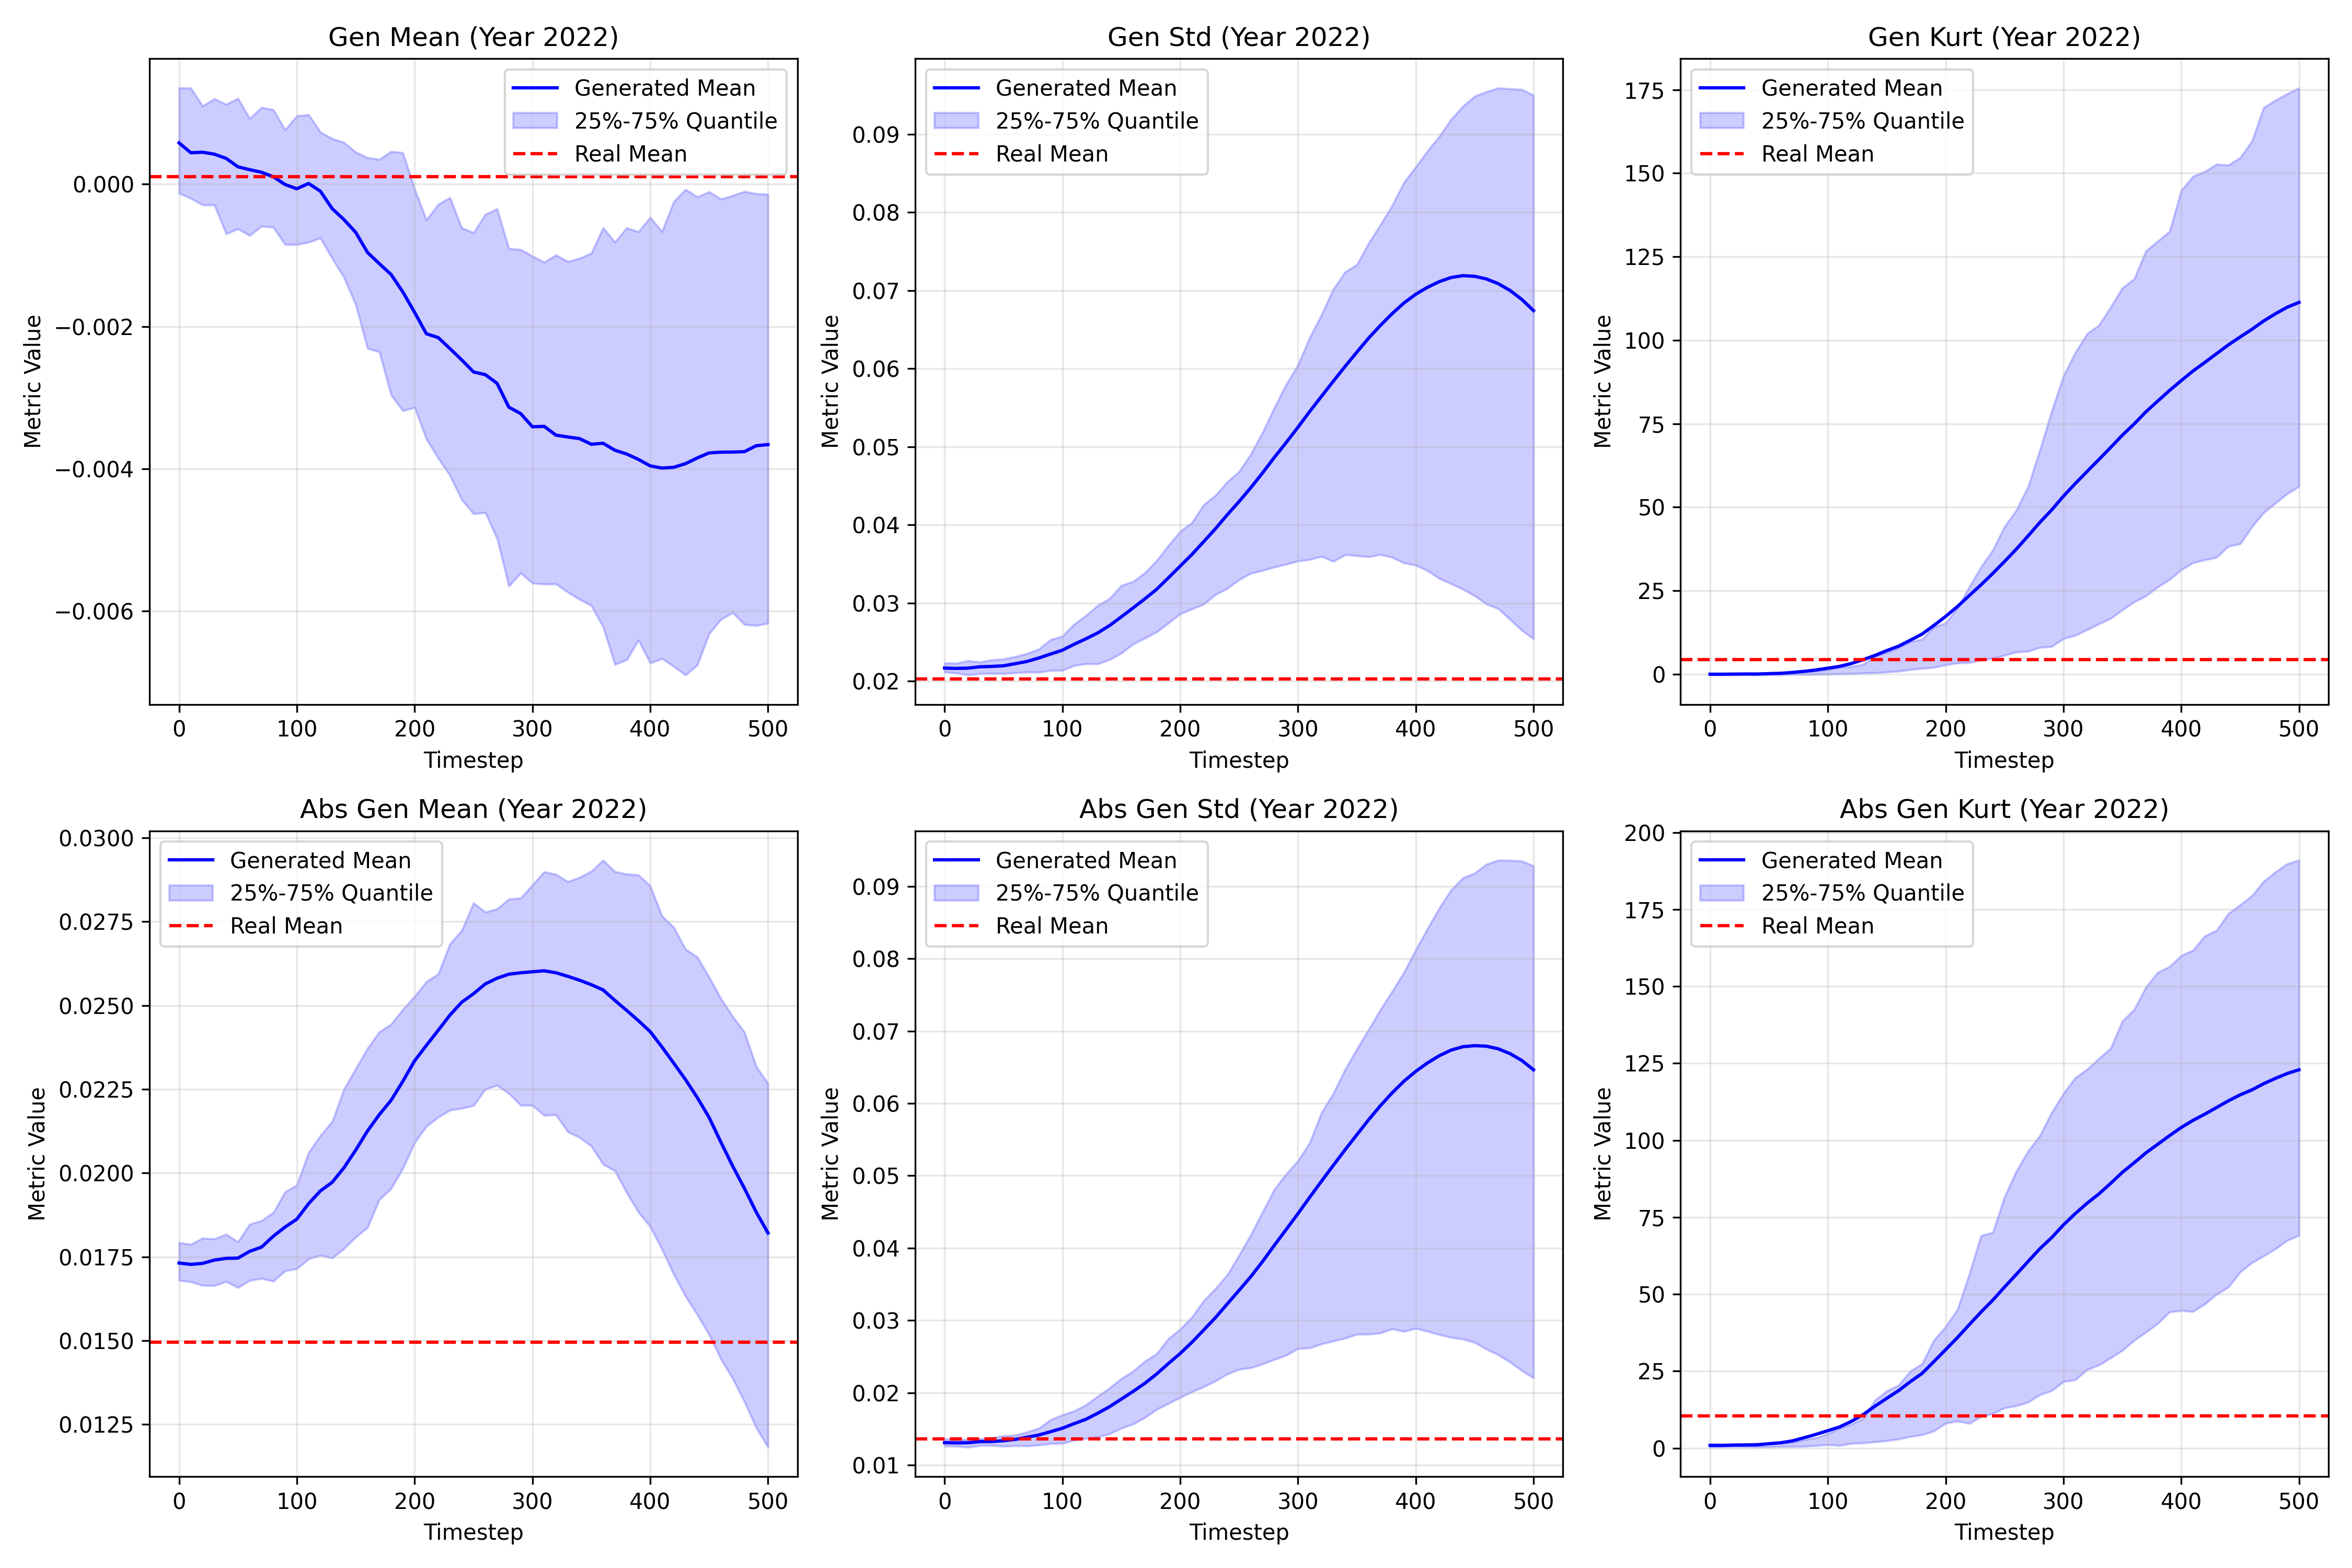 Gen Mean (Year 2022)
Generated Mean
25%-75% Quantile
Real Mean
0.000
−0.002
−0.004
−0.006
Metric Value
0 100 200 300 400 500
Timestep
Gen Std (Year 2022)
Generated Mean
25%-75% Quantile
Real Mean
0.09
0.08
0.07
0.06
0.05
0.04
0.03
0.02
Metric Value
0 100 200 300 400 500
Timestep
Gen Kurt (Year 2022)
Generated Mean
25%-75% Quantile
Real Mean
175
150
125
100
75
50
25
0
Metric Value
0 100 200 300 400 500
Timestep
Abs Gen Mean (Year 2022)
Generated Mean
25%-75% Quantile
Real Mean
0.0300
0.0275
0.0250
0.0225
0.0200
0.0175
0.0150
0.0125
Metric Value
0 100 200 300 400 500
Timestep
Abs Gen Std (Year 2022)
Generated Mean
25%-75% Quantile
Real Mean
0.09
0.08
0.07
0.06
0.05
0.04
0.03
0.02
0.01
Metric Value
0 100 200 300 400 500
Timestep
Abs Gen Kurt (Year 2022)
Generated Mean
25%-75% Quantile
Real Mean
200
175
150
125
100
75
50
25
0
Metric Value
0 100 200 300 400 500
Timestep